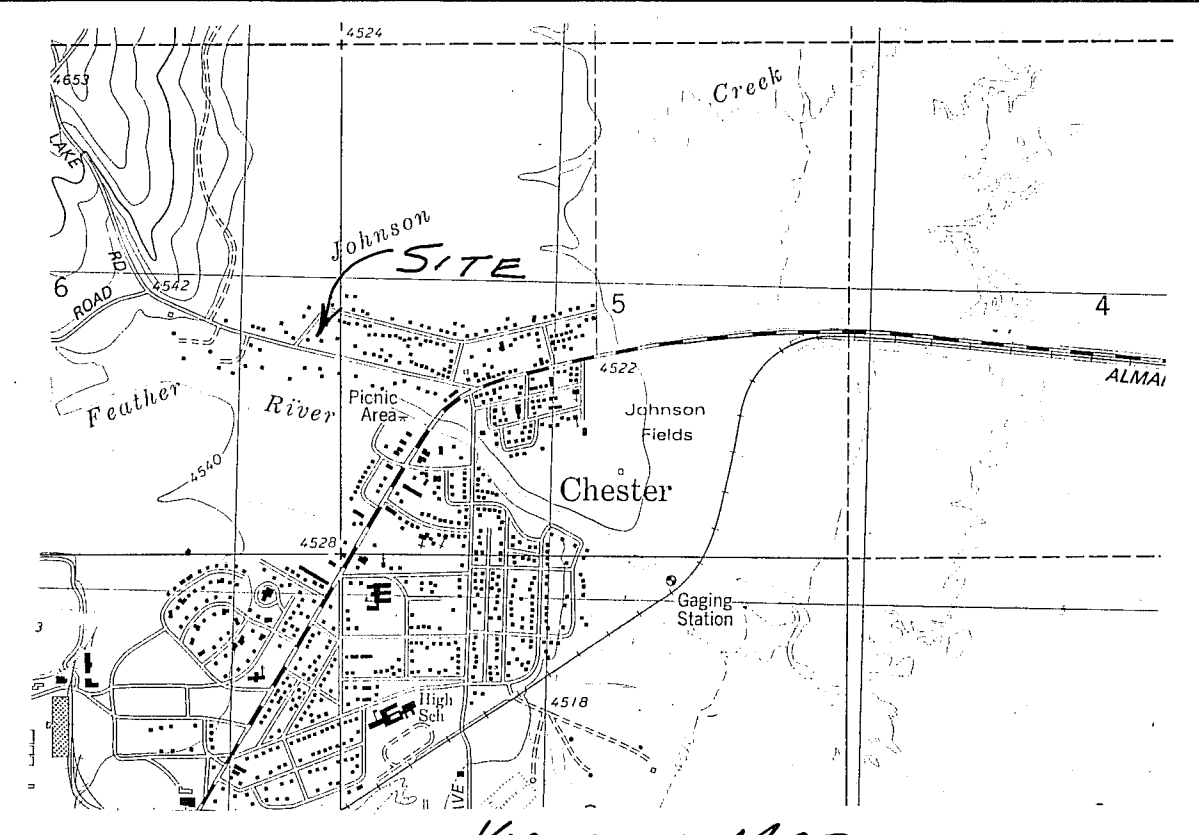 4524
Creek
4653
LAKE
RD
Johnson
SITE
6
4542
ROAD
5
4
4522
ALMA
Feather
River
Picnic
Area
Johnson
Fields
4540
Chester
4528
Gaging
Station
3
4518
High
Sch
VE